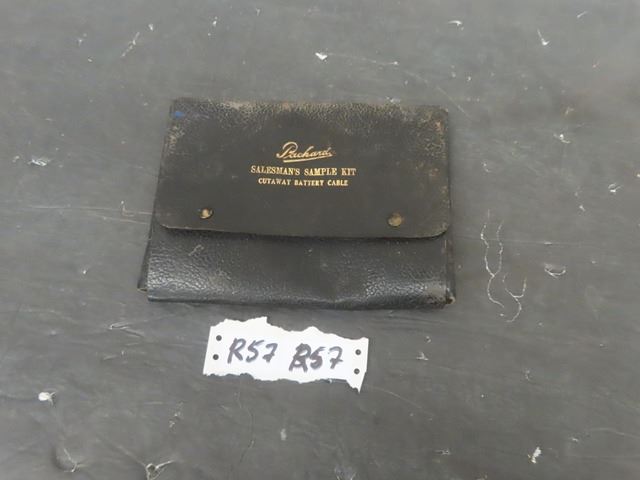 Packard
SALESMAN'S SAMPLE KIT
CUTAWAY BATTERY CABLE
R57 R57